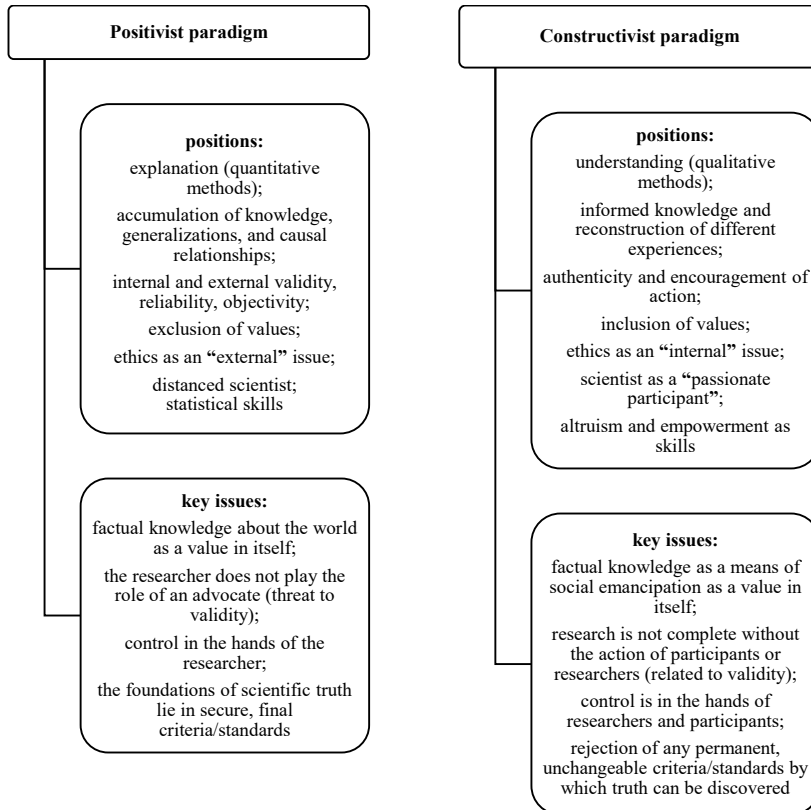 Positivist paradigm
positions:
explanation (quantitative
methods);
accumulation of knowledge,
generalizations, and causal
relationships;
internal and external validity,
reliability, objectivity;
exclusion of values;
ethics as an “external” issue;
distanced scientist;
statistical skills
key issues:
factual knowledge about the world
as a value in itself;
the researcher does not play the
role of an advocate (threat to
validity);
control in the hands of the
researcher;
the foundations of scientific truth
lie in secure, final
criteria/standards
Constructivist paradigm
positions:
understanding (qualitative
methods);
informed knowledge and
reconstruction of different
experiences;
authenticity and encouragement of
action;
inclusion of values;
ethics as an “internal” issue;
scientist as a “passionate
participant”;
altruism and empowerment as
skills
key issues:
factual knowledge as a means of
social emancipation as a value in
itself;
research is not complete without
the action of participants or
researchers (related to validity);
control is in the hands of
researchers and participants;
rejection of any permanent,
unchangeable criteria/standards by
which truth can be discovered